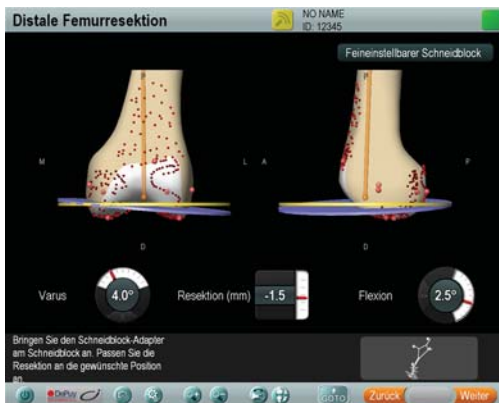 Distale Femurresektion
NO NAME
ID: 12345
Feineinstellbarer Schneidblock
P P
M L A P
D D
Varus 4.0° Resektion (mm) -1.5 Flexion 2.5°
Bringen Sie den Schneidblock-Adapter
am Schneidblock an. Passen Sie die
Resektion an die gewünschte Position
an.
DePuy GOTO Zurück Weiter